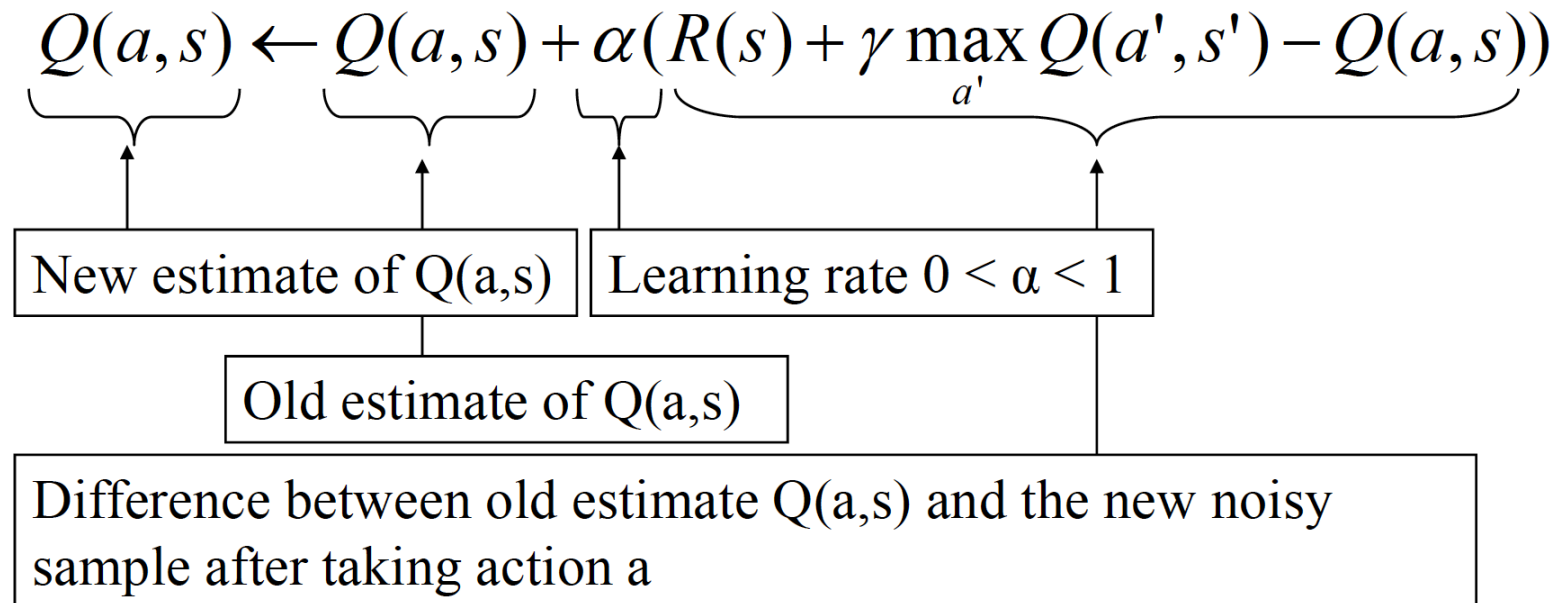 Q(a,s) ← Q(a,s) + α(R(s) + γ max Q(a',s') − Q(a,s))
a'
New estimate of Q(a,s)
Learning rate 0 < α < 1
Old estimate of Q(a,s)
Difference between old estimate Q(a,s) and the new noisy
sample after taking action a